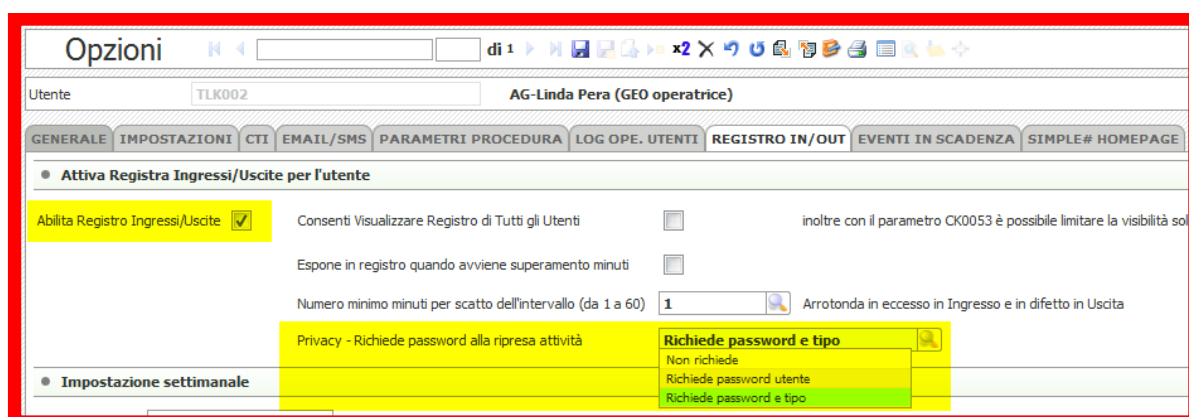 Opzioni di 1 x2
Utente TLK002 AG-Linda Pera (GEO operatrice)
GENERALE IMPOSTAZIONI CTI EMAIL/SMS PARAMETRI PROCEDURA LOG OPE. UTENTI REGISTRO IN/OUT EVENTI IN SCADENZA SIMPLE# HOMEPAGE
Attiva Registra Ingressi/Uscite per l'utente
Abilita Registro Ingressi/Uscite Consenti Visualizzare Registro di Tutti gli Utenti inoltre con il parametro CK0053 è possibile limitare la visibilità sol
Espone in registro quando avviene superamento minuti
Numero minimo minuti per scatto dell'intervallo (da 1 a 60) 1 Arrotonda in eccesso in Ingresso e in difetto in Uscita
Privacy - Richiede password alla ripresa attività Richiede password e tipo
Non richiede
Richiede password utente
Impostazione settimanale
Richiede password e tipo